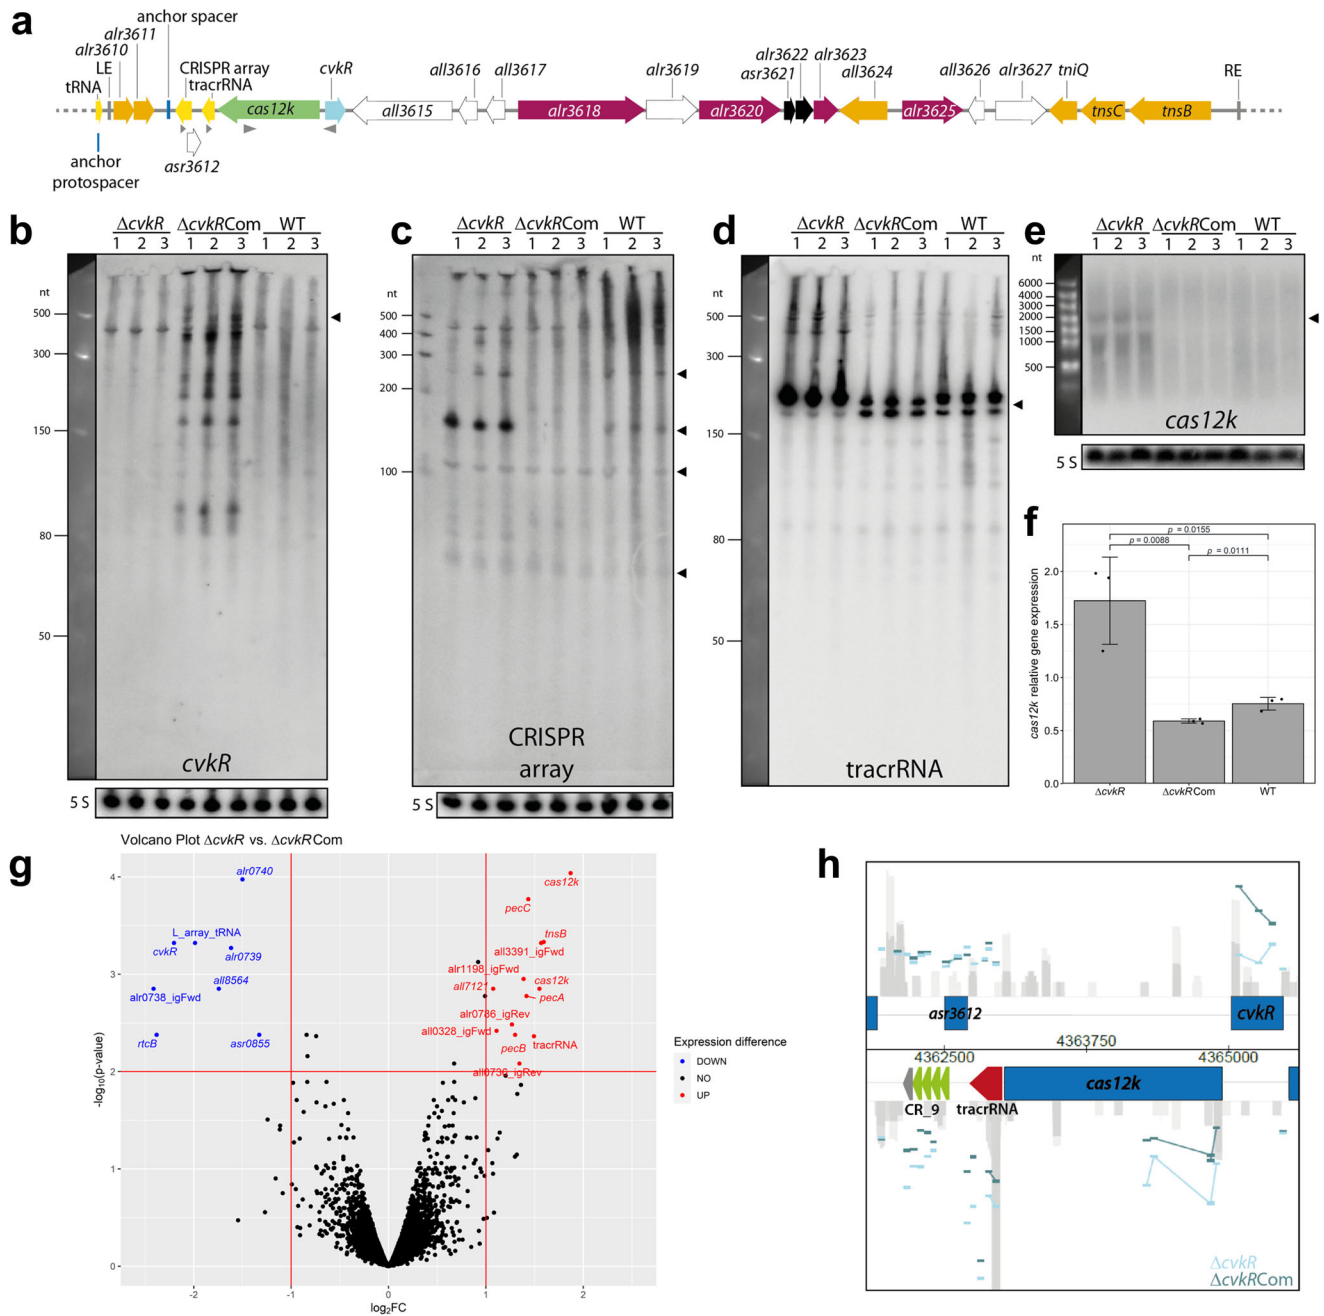 a
anchor spacer
alr3611
alr3610
LE
tRNA
CRISPR array
tracrRNA
cvkR
all3616
all3617
alr3619
alr3622
asr3621
alr3623
all3624
all3626
alr3627
tniQ
RE
cas12k
all3615
alr3618
alr3620
alr3625
tnsC
tnsB
anchor
protospacer
asr3612
b
ΔcvkR ΔcvkRCom WT
1 2 3 1 2 3 1 2 3
nt
500
300
200
150
80
50
cvkR
5 S
c
ΔcvkR ΔcvkRCom WT
1 2 3 1 2 3 1 2 3
nt
500
400
300
200
100
CRISPR
array
5 S
d
ΔcvkR ΔcvkRCom WT
1 2 3 1 2 3 1 2 3
nt
500
300
150
80
50
tracrRNA
e
ΔcvkR ΔcvkRCom WT
1 2 3 1 2 3 1 2 3
nt
6000
4000
3000
2000
1500
1000
500
cas12k
5 S
f
p = 0.0155
p = 0.0088
p = 0.0111
cas12k relative gene expression
2.0
1.5
1.0
0.5
0.0
ΔcvkR ΔcvkRCom WT
g
Volcano Plot ΔcvkR vs. ΔcvkRCom
-log10(p-value)
4
3
2
1
0
alr0740
L_array_tRNA
cvkR
alr0739
all8564
alr0738_igFwd
rtcB
asr0855
cas12k
pecC
tnsB
all3391_igFwd
alr1198_igFwd
all7121
cas12k
pecA
alr0786_igRev
all0328_igFwd
pecB
tracrRNA
all0736_igRev
-2 -1 0 1 2
log2FC
Expression difference
DOWN
NO
UP
h
asr3612
cvkR
4362500
4363750
4365000
CR_9
tracrRNA
cas12k
ΔcvkR
ΔcvkRCom